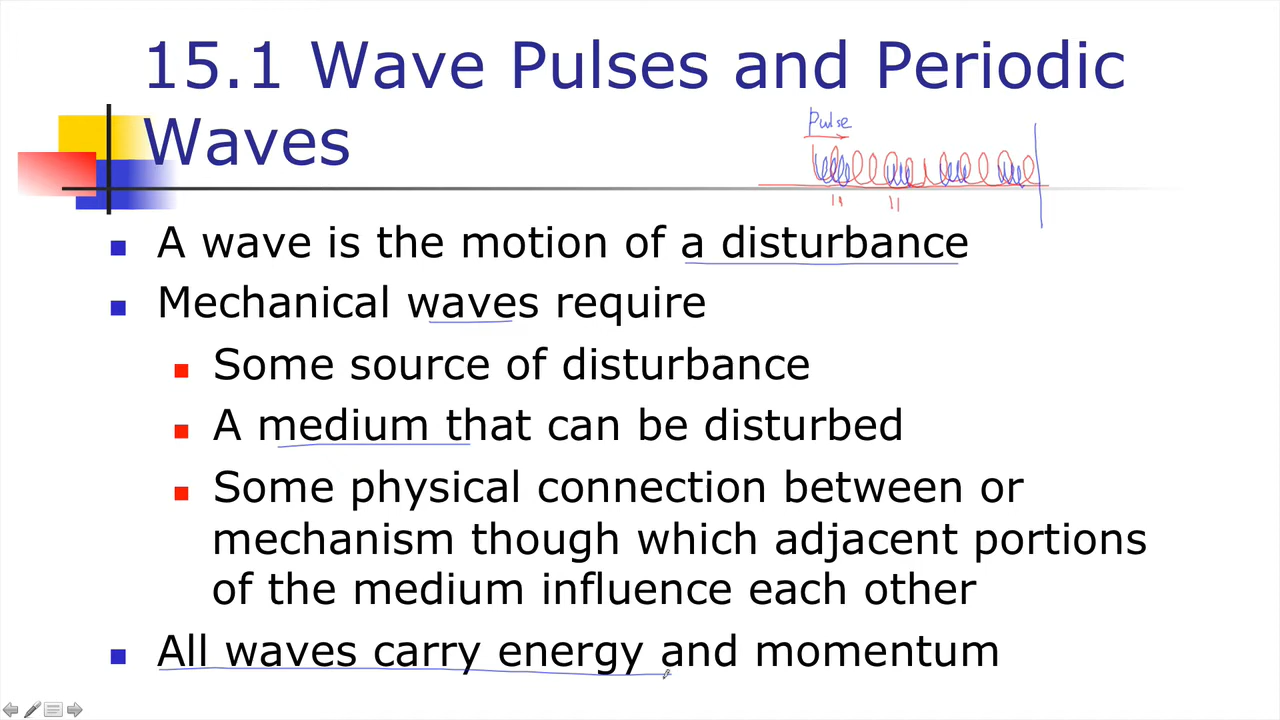 15.1 Wave Pulses and Periodic
Waves
Pulse
A wave is the motion of a disturbance
Mechanical waves require
Some source of disturbance
A medium that can be disturbed
Some physical connection between or
mechanism though which adjacent portions
of the medium influence each other
All waves carry energy and momentum